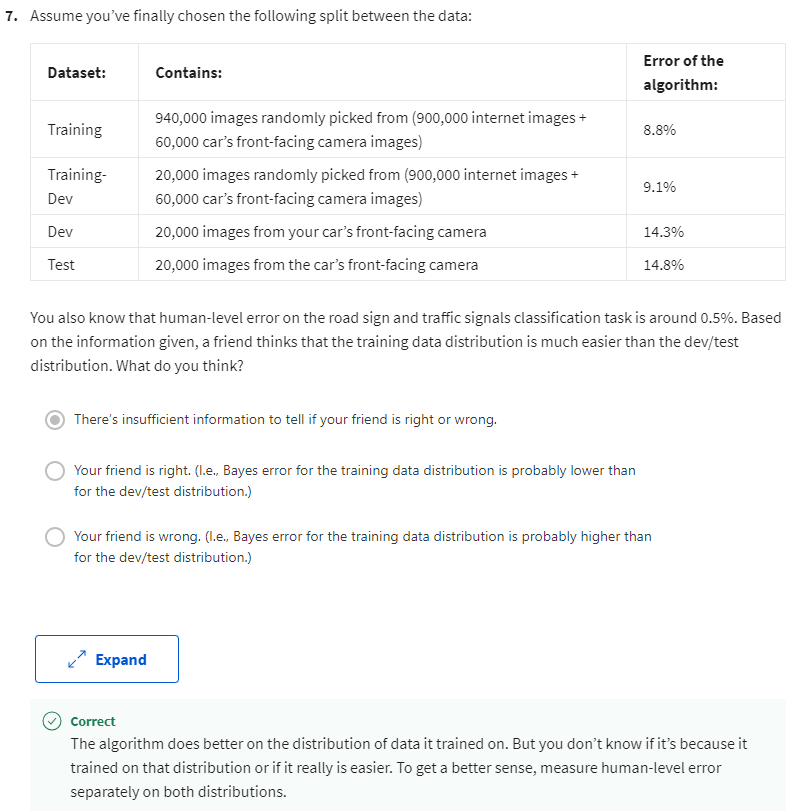 7. Assume you've finally chosen the following split between the data:
Dataset: Contains: Error of the
algorithm:
Training 940,000 images randomly picked from (900,000 internet images +
60,000 car's front-facing camera images) 8.8%
Training-
Dev 20,000 images randomly picked from (900,000 internet images +
60,000 car's front-facing camera images) 9.1%
Dev 20,000 images from your car's front-facing camera 14.3%
Test 20,000 images from the car's front-facing camera 14.8%
You also know that human-level error on the road sign and traffic signals classification task is around 0.5%. Based
on the information given, a friend thinks that the training data distribution is much easier than the dev/test
distribution. What do you think?
There's insufficient information to tell if your friend is right or wrong.
Your friend is right. (I.e., Bayes error for the training data distribution is probably lower than
for the dev/test distribution.)
Your friend is wrong. (I.e., Bayes error for the training data distribution is probably higher than
for the dev/test distribution.)
Expand
Correct
The algorithm does better on the distribution of data it trained on. But you don't know if it's because it
trained on that distribution or if it really is easier. To get a better sense, measure human-level error
separately on both distributions.